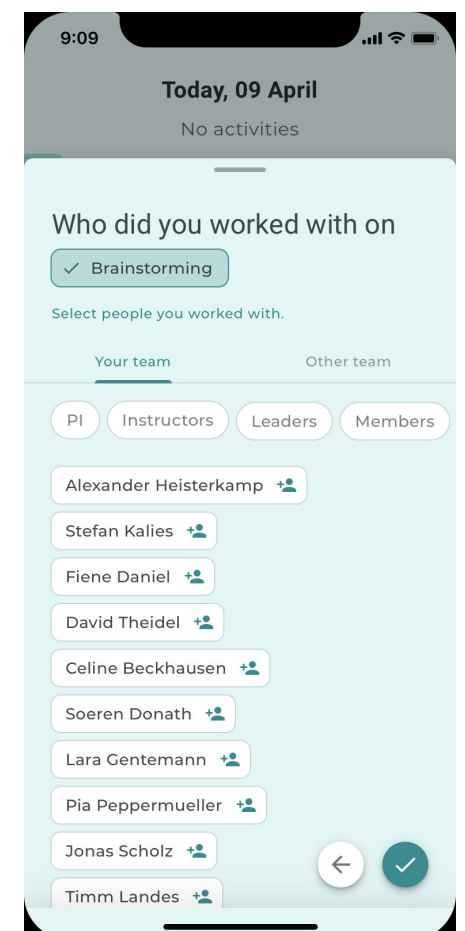 9:09
Today, 09 April
No activities
Who did you worked with on
Brainstorming
Select people you worked with.
Your team Other team
PI Instructors Leaders Members
Alexander Heisterkamp
Stefan Kalies
Fiene Daniel
David Theidel
Celine Beckhausen
Soeren Donath
Lara Gentemann
Pia Peppermueller
Jonas Scholz
Timm Landes